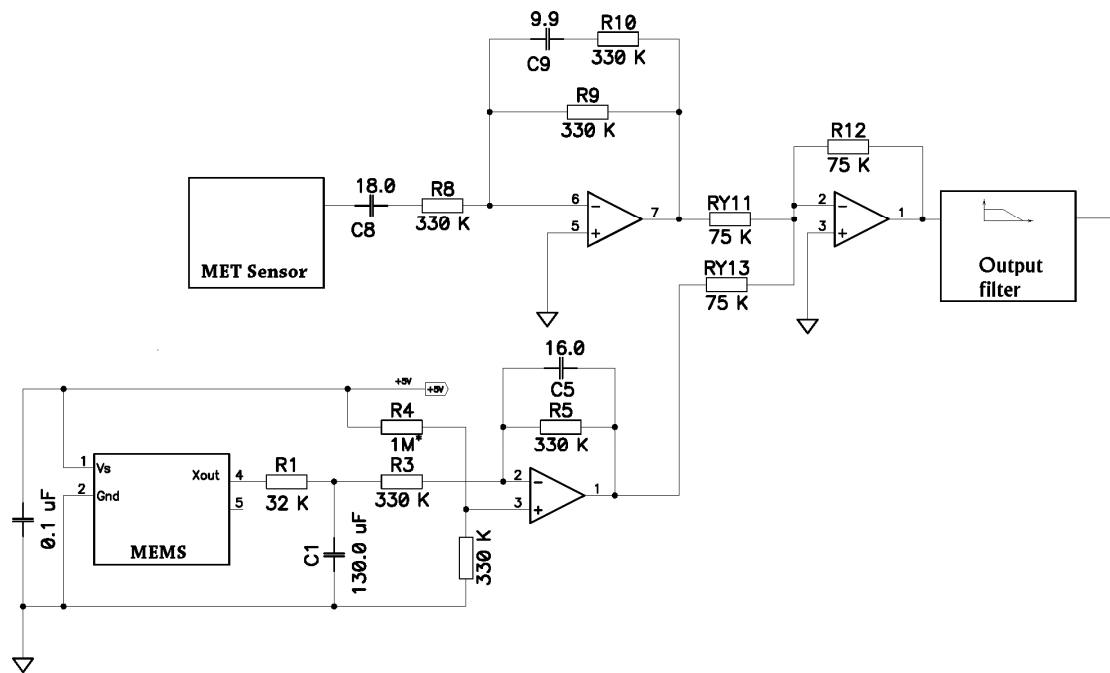 9.9
R10
C9
330 K
R9
330 K
R12
75 K
18.0
R8
C8
330 K
6
5
7
RY11
75 K
2
3
1
MET Sensor
RY13
75 K
Output
filter
16.0
C5
+5V
+5V
R4
1M*
R5
330 K
1
Vs
2
Gnd
Xout
4
5
R1
32 K
R3
330 K
2
3
1
0.1 uF
MEMS
C1
130.0 uF
330 K